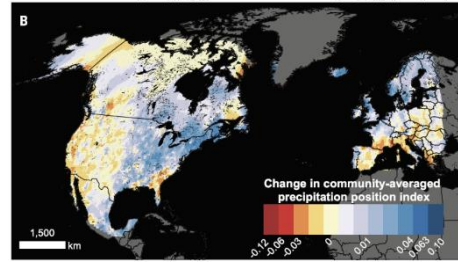 B
Change in community-averaged
precipitation position index
1,500
km
-0.12
-0.06
-0.03
0
0.01
0.04
0.063
0.10